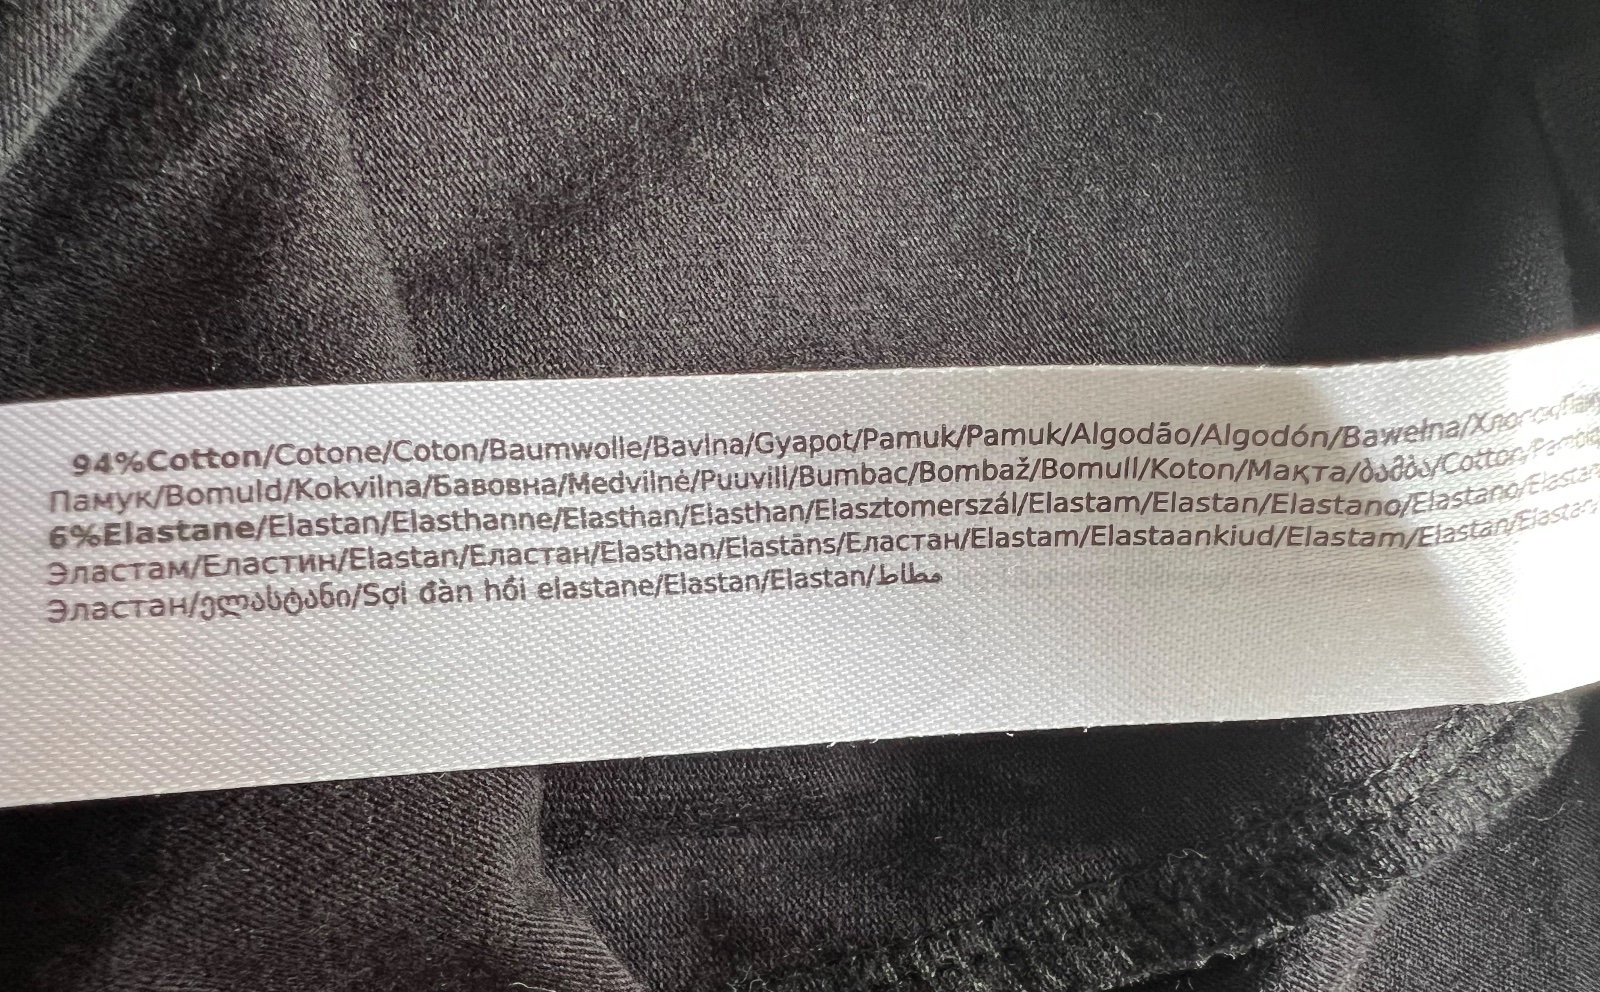 94%Cotton/Cotone/Coton/Baumwolle/Bavlna/Gyapot/Pamuk/Pamuk/Algodão/Algodón/Bawełna/
Памук/Bomuld/Kokvilna/Бавовна/Medvilnė/Puuvill/Bumbac/Bombaž/Bomull/Koton/Мақта/ბამბა/Cotton/
6%Elastane/Elastan/Elasthanne/Elasthan/Elasthan/Elasztomerszál/Elastam/Elastan/Elastano/Elastano/Elastan
Эластам/Еластин/Elastan/Еластан/Elasthan/Elastāns/Еластан/Elastam/Elastaankiud/Elastam/Elastan/Elastan/
Эластан/ელასტანი/Sợi đàn hồi elastane/Elastan/Elastan/مطاط